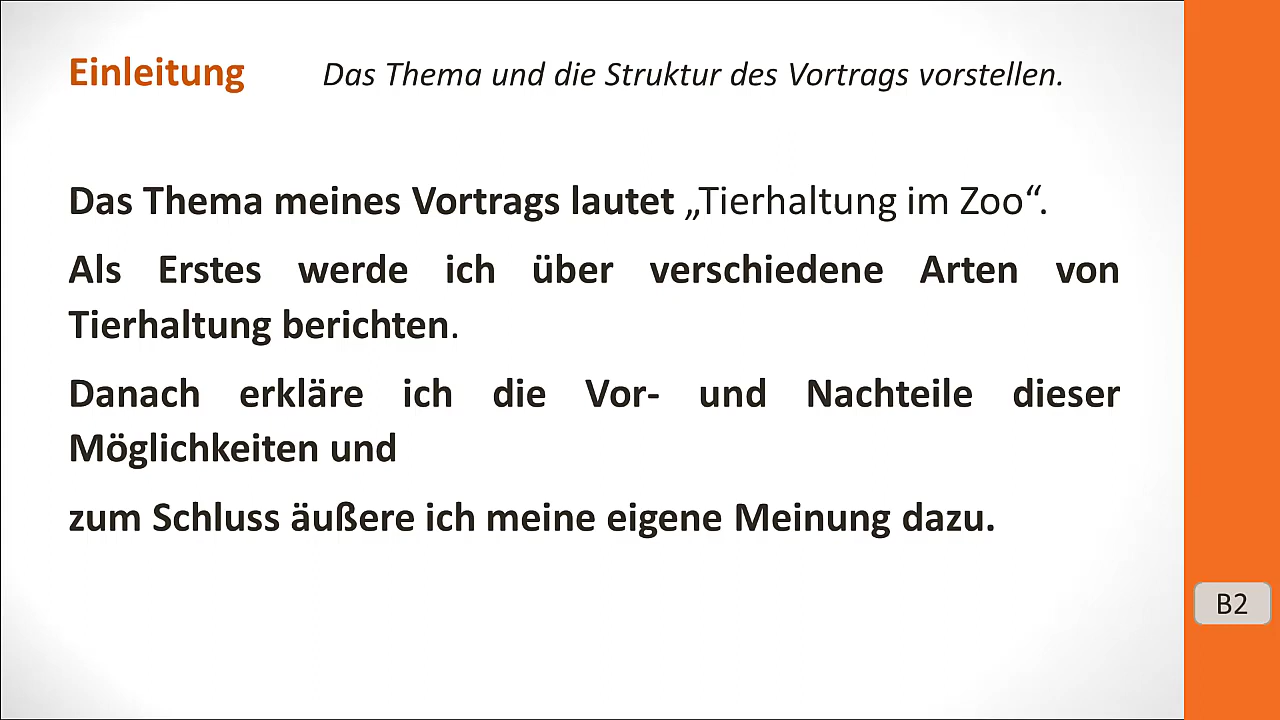 Einleitung Das Thema und die Struktur des Vortrags vorstellen.
Das Thema meines Vortrags lautet „Tierhaltung im Zoo“.
Als Erstes werde ich über verschiedene Arten von
Tierhaltung berichten.
Danach erkläre ich die Vor- und Nachteile dieser
Möglichkeiten und
zum Schluss äußere ich meine eigene Meinung dazu.
B2